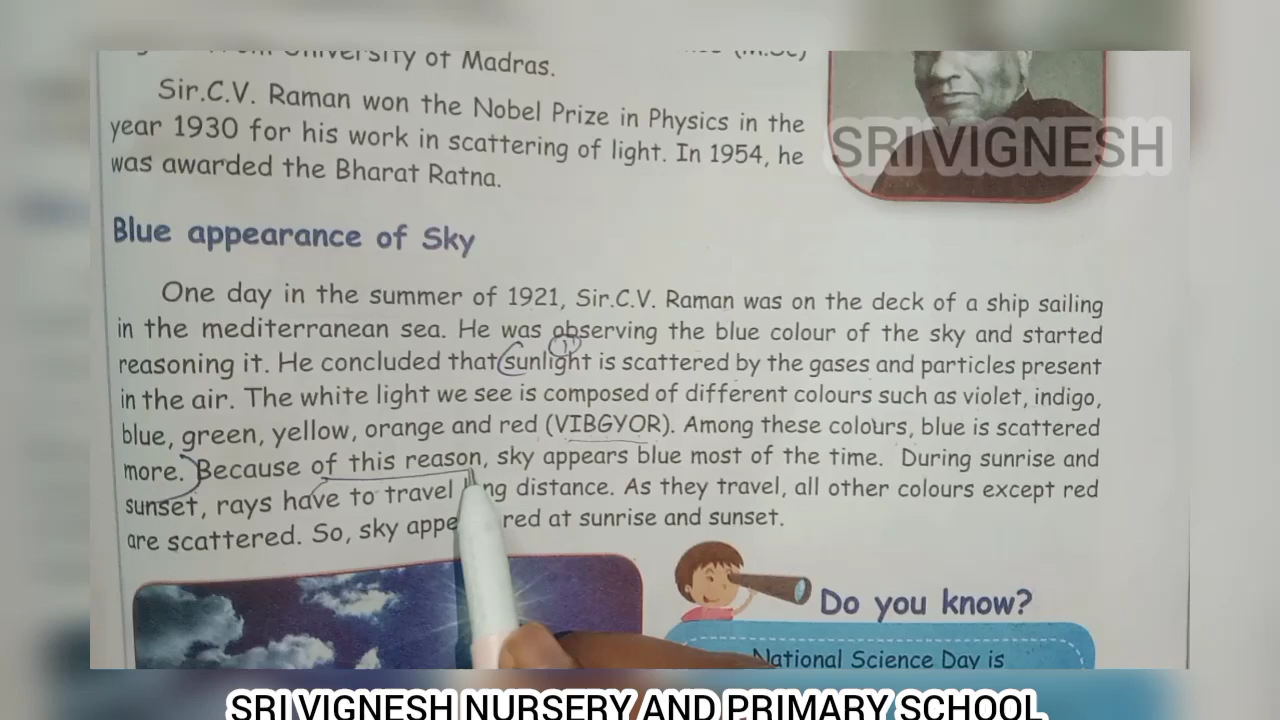 From University of Madras.
(M.Sc)
Sir.C.V. Raman won the Nobel Prize in Physics in the
year 1930 for his work in scattering of light. In 1954, he
was awarded the Bharat Ratna.
SRI VIGNESH
Blue appearance of Sky
One day in the summer of 1921, Sir.C.V. Raman was on the deck of a ship sailing
in the mediterranean sea. He was observing the blue colour of the sky and started
reasoning it. He concluded that sunlight is scattered by the gases and particles present
in the air. The white light we see is composed of different colours such as violet, indigo,
blue, green, yellow, orange and red (VIBGYOR). Among these colours, blue is scattered
more. Because of this reason, sky appears blue most of the time. During sunrise and
sunset, rays have to travel long distance. As they travel, all other colours except red
are scattered. So, sky appe red at sunrise and sunset.
Do you know?
National Science Day is
SRI VIGNESH NURSERY AND PRIMARY SCHOOL